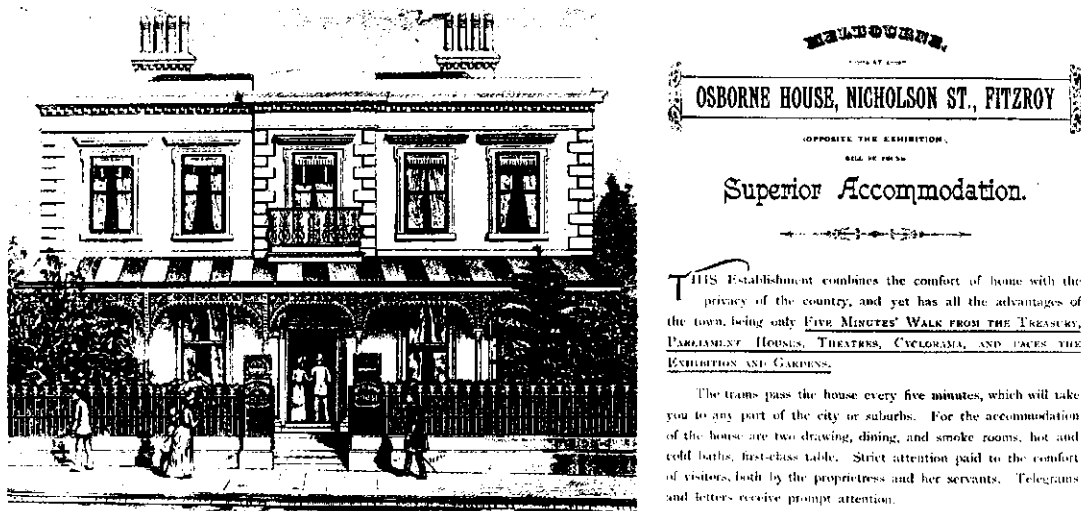 MELBOURNE.
OSBORNE HOUSE, NICHOLSON ST., FITZROY
(OPPOSITE THE EXHIBITION,
WILL BE FOUND
Superior Accommodation.
THIS Establishment combines the comfort of home with the
privacy of the country, and yet has all the advantages of
the town, being only FIVE MINUTES' WALK FROM THE TREASURY,
PARLIAMENT HOUSES, THEATRES, CYCLORAMA, AND FACES THE
EXHIBITION AND GARDENS.
The trams pass the house every five minutes, which will take
you to any part of the city or suburbs. For the accommodation
of the house are two drawing, dining, and smoke rooms, hot and
cold baths, first-class table. Strict attention paid to the comfort
of visitors, both by the proprietress and her servants. Telegrams
and letters receive prompt attention.